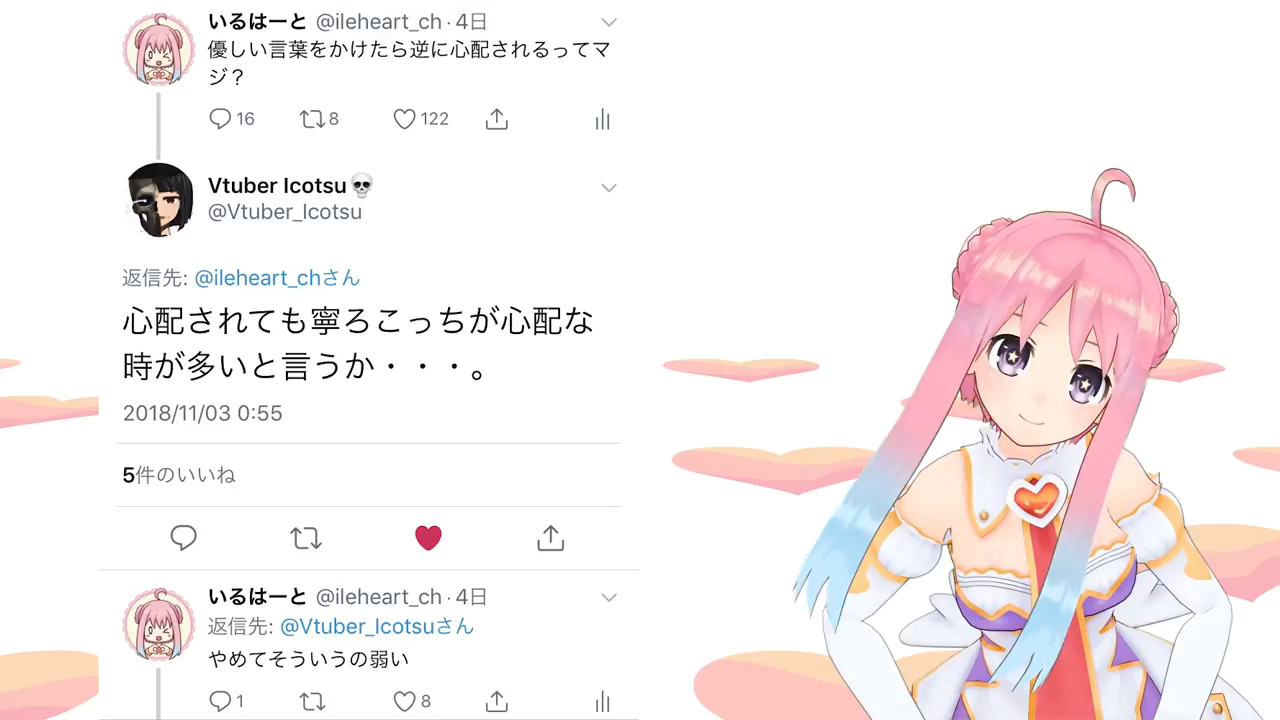 いるはーと @ileheart_ch · 4日
優しい言葉をかけたら逆に心配されるってマ
ジ？
16 8 122
Vtuber Icotsu💀
@Vtuber_Icotsu
返信先: @ileheart_chさん
心配されても寧ろこっちが心配な
時が多いと言うか・・・。
2018/11/03 0:55
5件のいいね
いるはーと @ileheart_ch · 4日
返信先: @Vtuber_Icotsuさん
やめてそういうの弱い
1 8